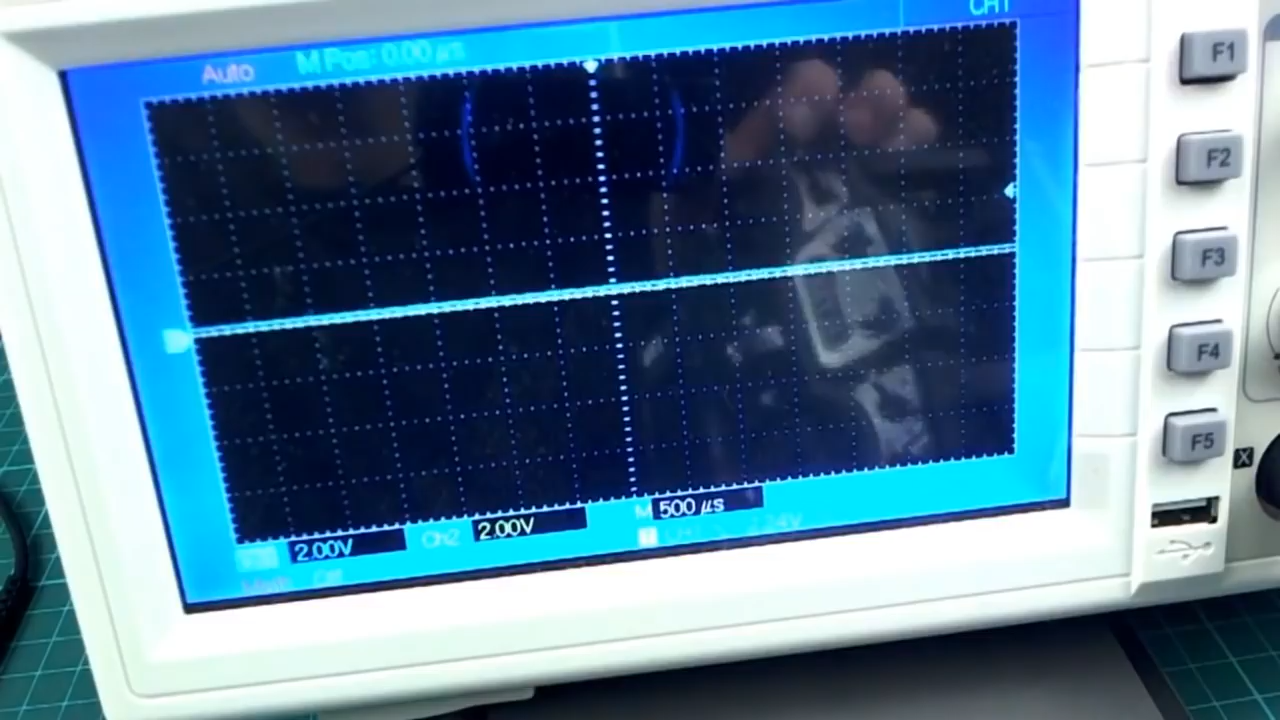 CH1
Auto M Pos: 0.00 μs
2.00V Ch2 2.00V M 500 μs
F1
F2
F3
F4
F5
X